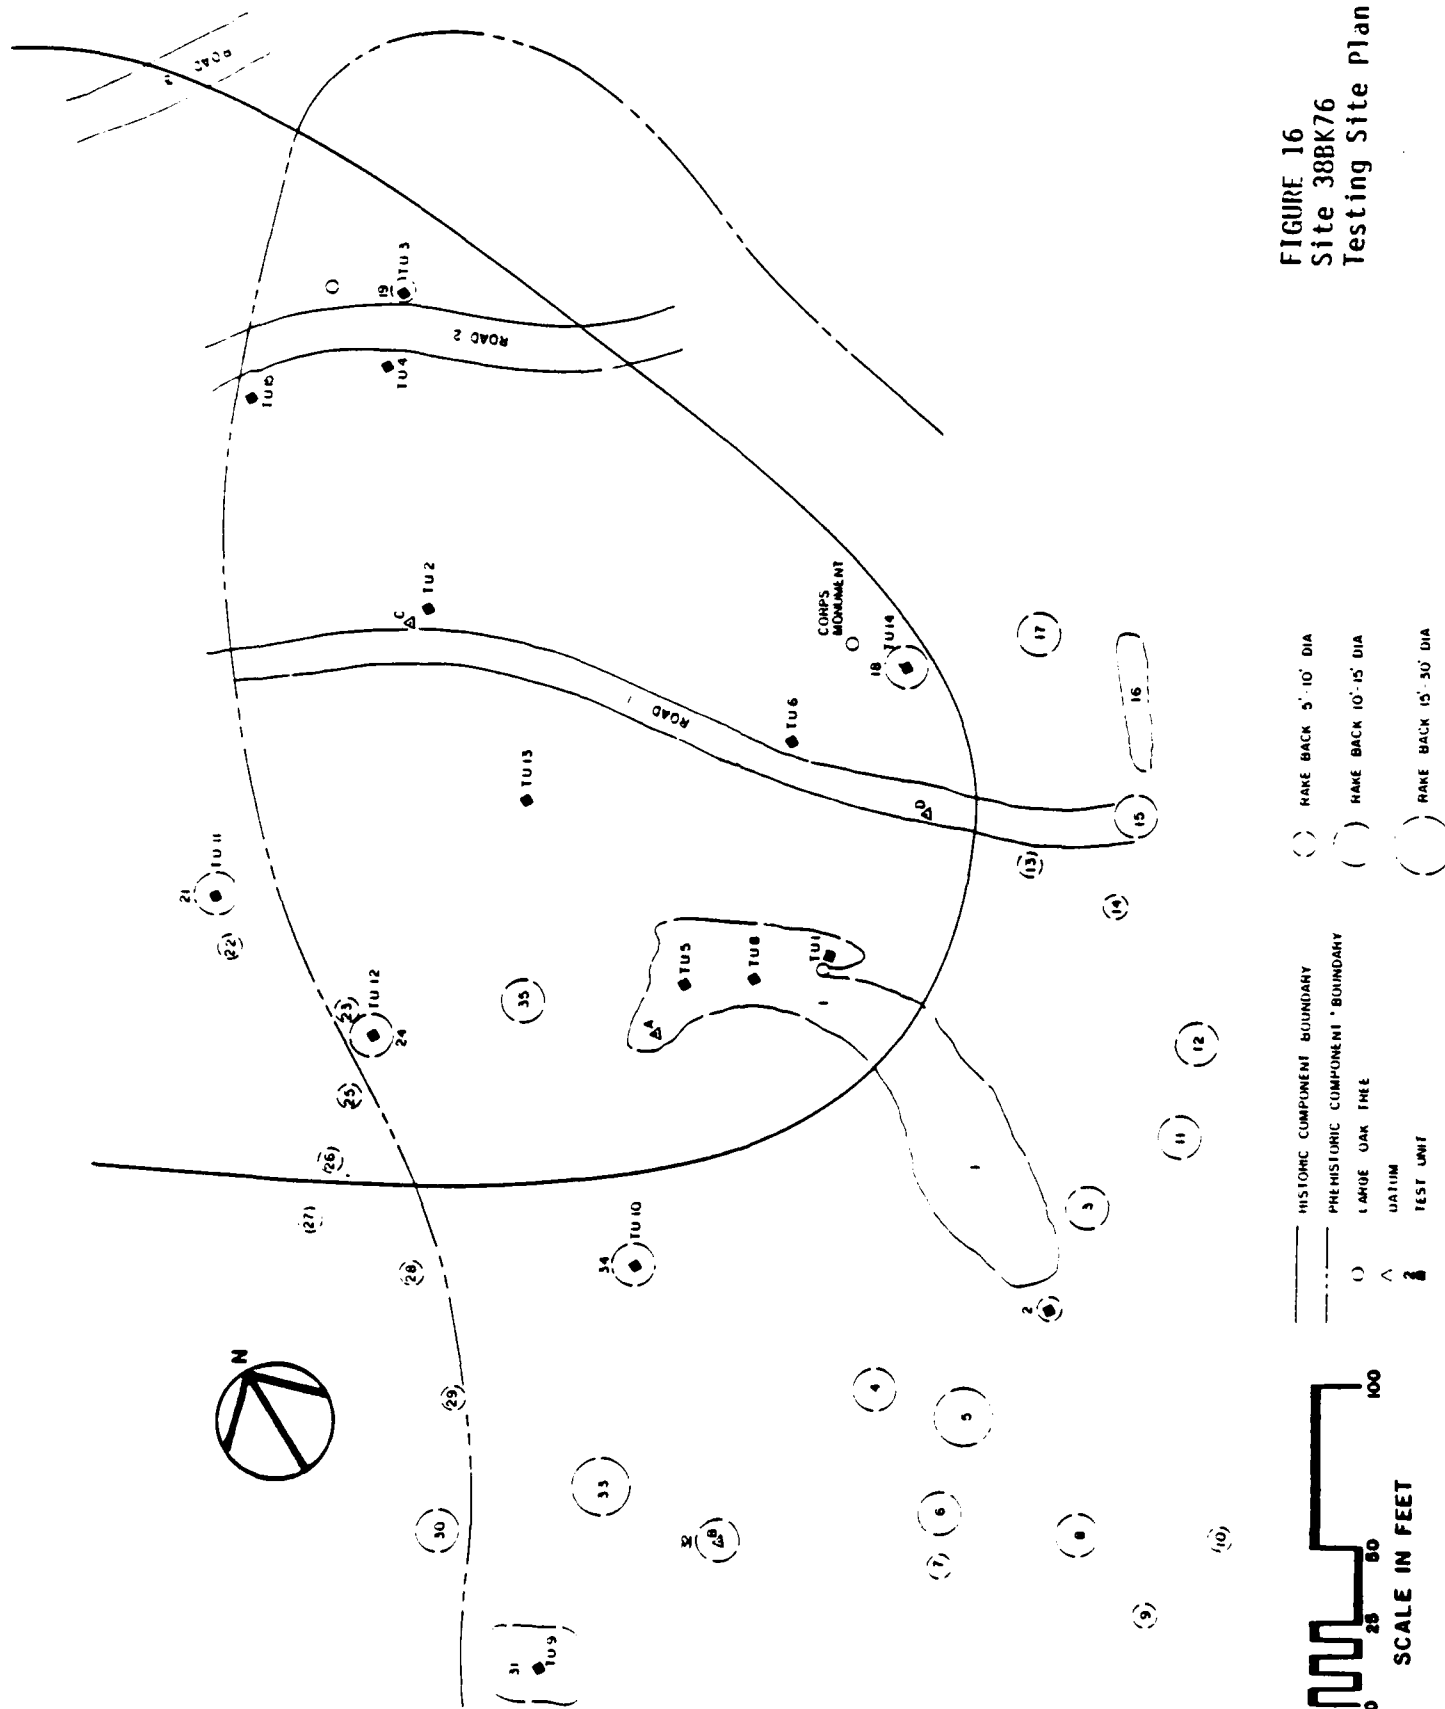 FIGURE 16
Site 38BK76
Testing Site Plan
ROAD
ROAD 2
19
TU 3
TU 4
TU 15
C
TU 2
ROAD 1
CORPS
MONUMENT
TU 14
18
17
TU 6
16
TU 13
D
15
13
14
21
TU 11
22
23
TU 12
24
25
35
TU 5
TU 8
TU 1
A
1
1
26
27
28
34
TU 10
12
11
3
2
N
29
4
5
30
33
32
B
6
7
8
10
9
31
TU 9
HISTORIC COMPONENT BOUNDARY
PREHISTORIC COMPONENT BOUNDARY
LARGE OAK TREE
DATUM
TEST UNIT
RAKE BACK 5'-10' DIA
RAKE BACK 10'-15' DIA
RAKE BACK 15'-30' DIA
0 25 50 100
SCALE IN FEET